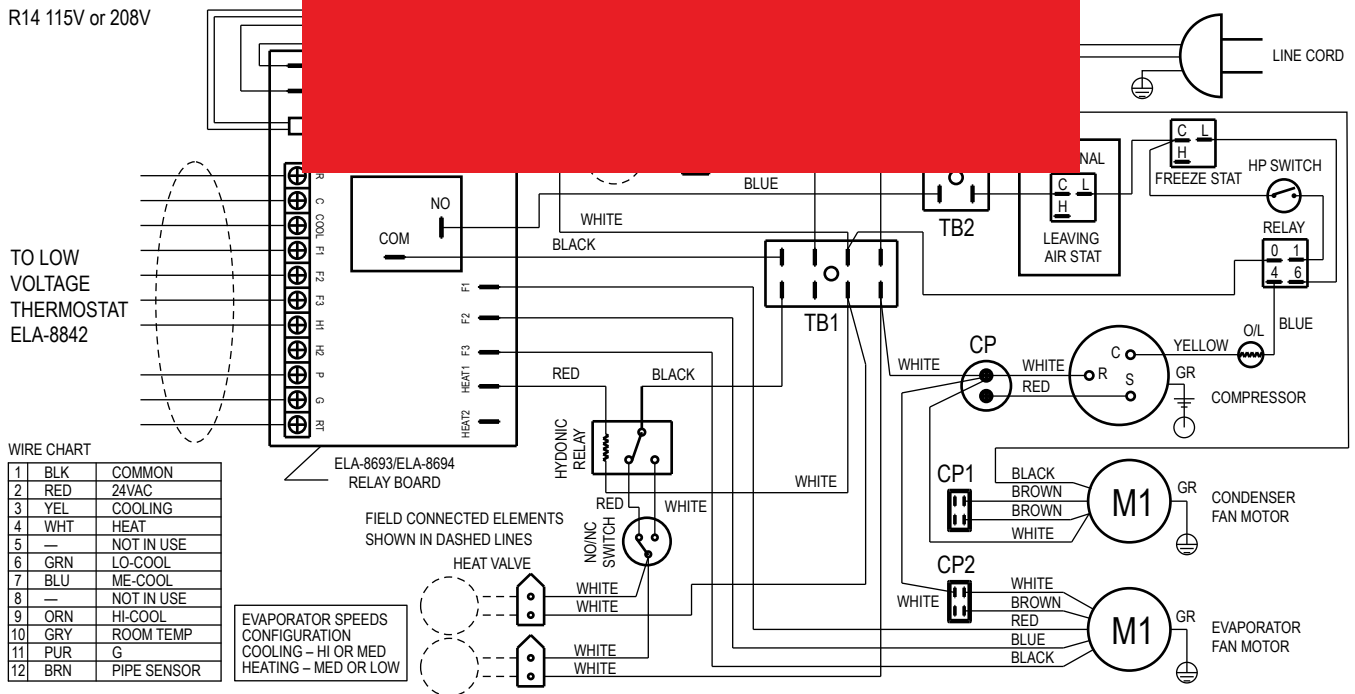 R14 115V or 208V
LINE CORD
C L
H
FREEZE STAT
HP SWITCH
RELAY
0 1
4 6
NAL
C L
H
LEAVING
AIR STAT
TB2
BLUE
WHITE
BLACK
TB1
NO
COM
R
C
COOL
F1
F2
F3
H1
H2
P
G
RT
F1
F2
F3
HEAT1
HEAT2
TO LOW
VOLTAGE
THERMOSTAT
ELA-8842
BLUE
O/L
YELLOW
CP
WHITE
WHITE
RED
C
R
S
GR
COMPRESSOR
RED
BLACK
HYDONIC
RELAY
WHITE
ELA-8693/ELA-8694
RELAY BOARD
RED
WHITE
NO/NC
SWITCH
FIELD CONNECTED ELEMENTS
SHOWN IN DASHED LINES
HEAT VALVE
WHITE
WHITE
WHITE
WHITE
CP1
BLACK
BROWN
BROWN
WHITE
M1
GR
CONDENSER
FAN MOTOR
CP2
WHITE
WHITE
BROWN
RED
BLUE
BLACK
M1
GR
EVAPORATOR
FAN MOTOR
WIRE CHART
1 BLK COMMON
2 RED 24VAC
3 YEL COOLING
4 WHT HEAT
5 — NOT IN USE
6 GRN LO-COOL
7 BLU ME-COOL
8 — NOT IN USE
9 ORN HI-COOL
10 GRY ROOM TEMP
11 PUR G
12 BRN PIPE SENSOR
EVAPORATOR SPEEDS
CONFIGURATION
COOLING – HI OR MED
HEATING – MED OR LOW